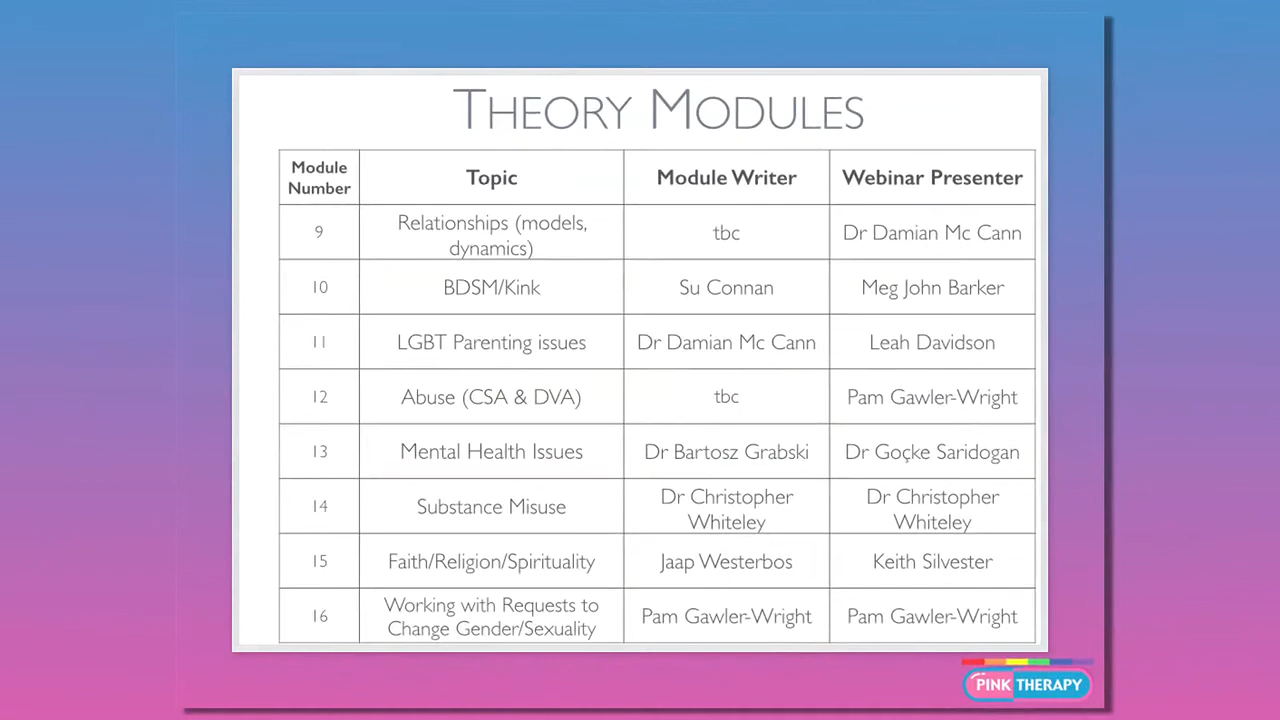 THEORY MODULES
Module Number Topic Module Writer Webinar Presenter
9 Relationships (models, dynamics) tbc Dr Damian Mc Cann
10 BDSM/Kink Su Connan Meg John Barker
11 LGBT Parenting issues Dr Damian Mc Cann Leah Davidson
12 Abuse (CSA & DVA) tbc Pam Gawler-Wright
13 Mental Health Issues Dr Bartosz Grabski Dr Goçke Saridogan
14 Substance Misuse Dr Christopher Whiteley Dr Christopher Whiteley
15 Faith/Religion/Spirituality Jaap Westerbos Keith Silvester
16 Working with Requests to Change Gender/Sexuality Pam Gawler-Wright Pam Gawler-Wright
PINK THERAPY